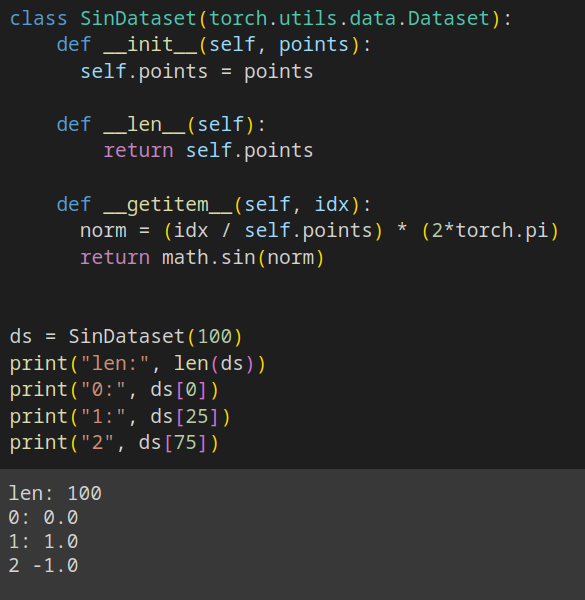 class SinDataset(torch.utils.data.Dataset):
    def __init__(self, points):
      self.points = points

    def __len__(self):
        return self.points

    def __getitem__(self, idx):
      norm = (idx / self.points) * (2*torch.pi)
      return math.sin(norm)


ds = SinDataset(100)
print("len:", len(ds))
print("0:", ds[0])
print("1:", ds[25])
print("2", ds[75])
len: 100
0: 0.0
1: 1.0
2 -1.0